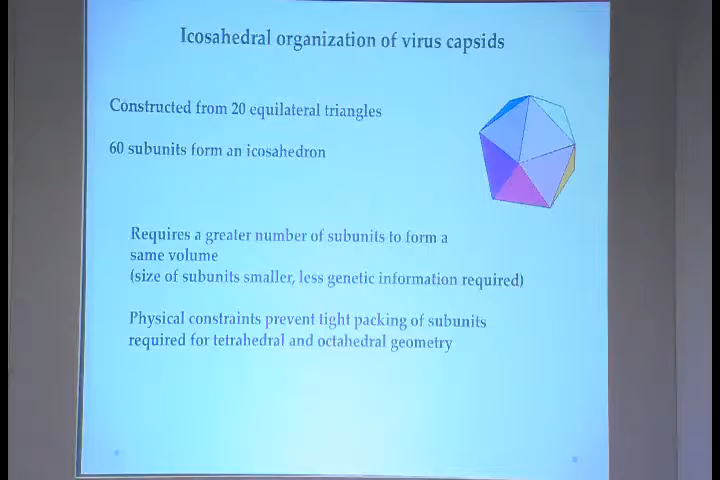 Icosahedral organization of virus capsids
Constructed from 20 equilateral triangles
60 subunits form an icosahedron
Requires a greater number of subunits to form a
same volume
(size of subunits smaller, less genetic information required)
Physical constraints prevent tight packing of subunits
required for tetrahedral and octahedral geometry